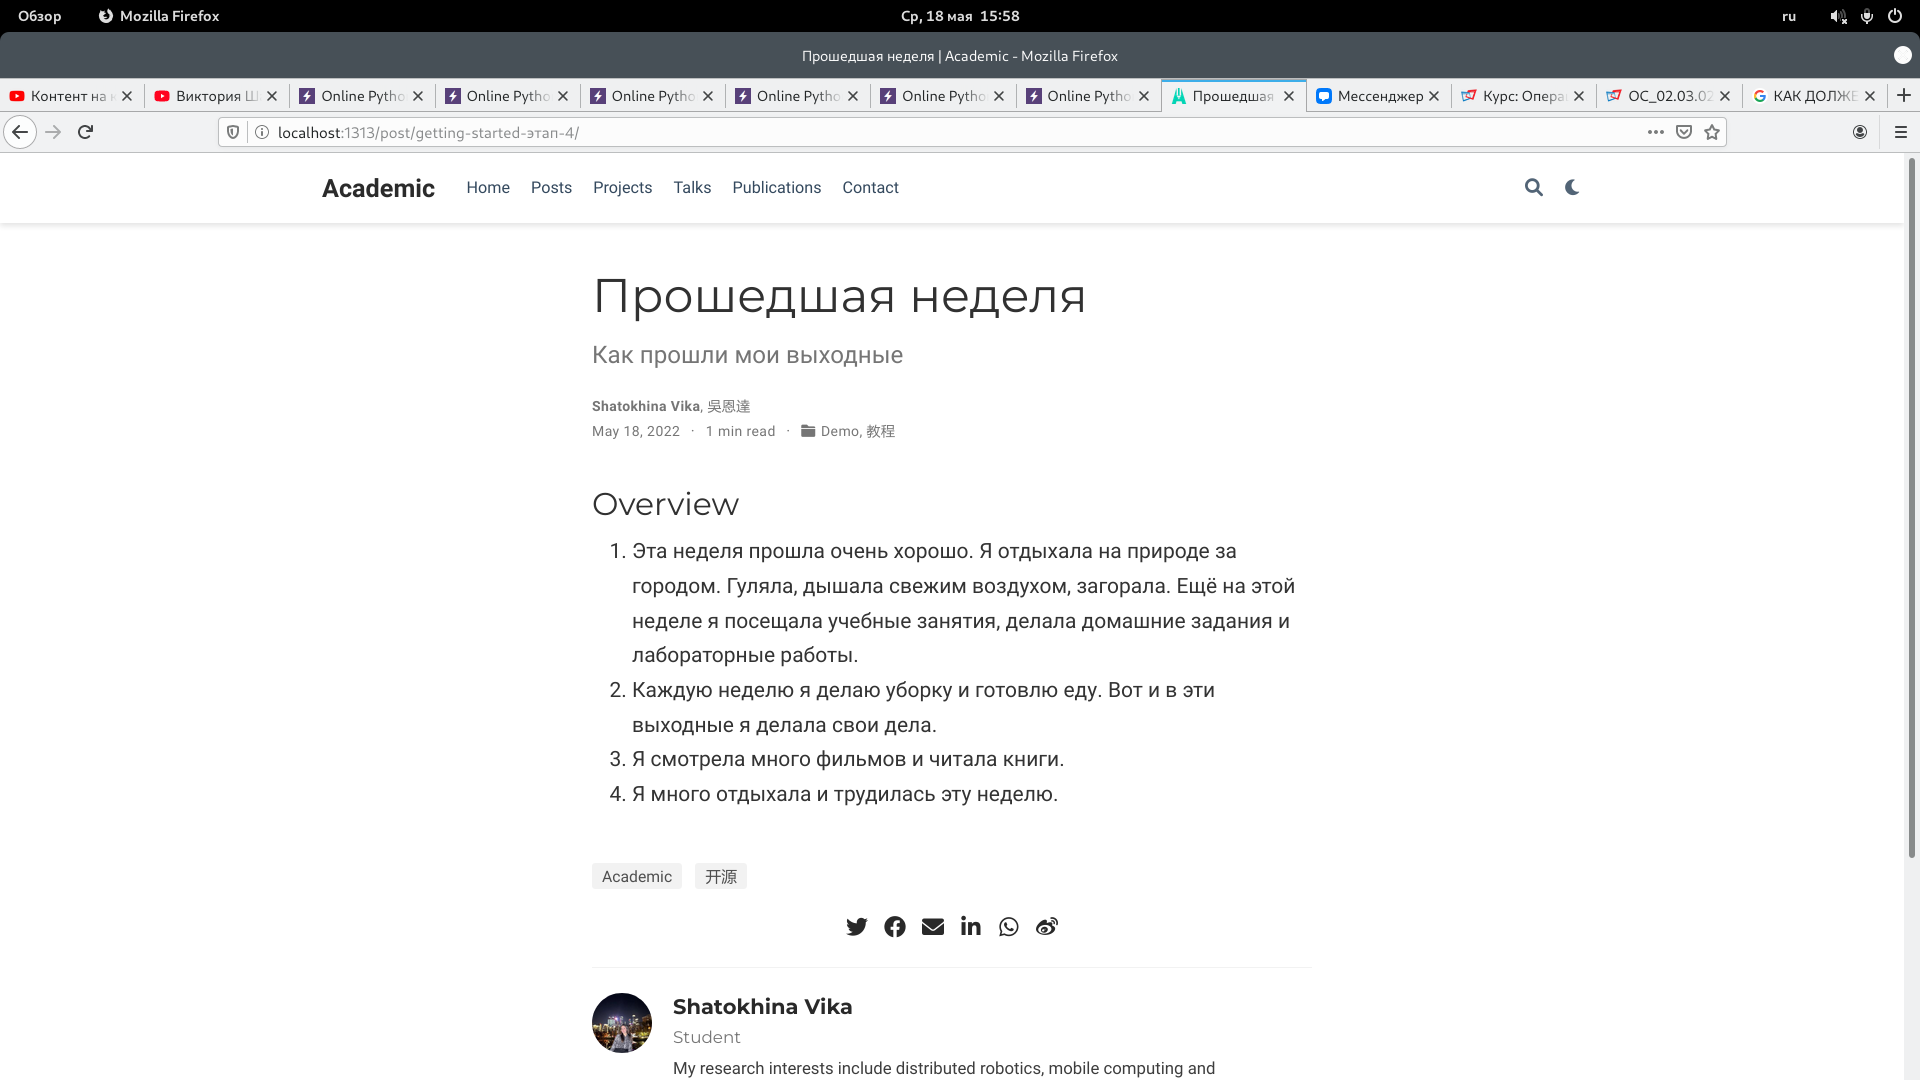 Обзор Mozilla Firefox Ср, 18 мая 15:58 ru
Прошедшая неделя | Academic - Mozilla Firefox
Контент на Виктория Ш Online Pytho Online Pytho Online Pytho Online Pytho Online Pytho Online Pytho Прошедшая Мессенджер Курс: Опера ОС_02.03.02 КАК ДОЛЖЕ
localhost:1313/post/getting-started-этап-4/
Academic Home Posts Projects Talks Publications Contact
Прошедшая неделя
Как прошли мои выходные
Shatokhina Vika, 吳恩達
May 18, 2022 · 1 min read · Demo, 教程
Overview
1. Эта неделя прошла очень хорошо. Я отдыхала на природе за
городом. Гуляла, дышала свежим воздухом, загорала. Ещё на этой
неделе я посещала учебные занятия, делала домашние задания и
лабораторные работы.
2. Каждую неделю я делаю уборку и готовлю еду. Вот и в эти
выходные я делала свои дела.
3. Я смотрела много фильмов и читала книги.
4. Я много отдыхала и трудилась эту неделю.
Academic 开源
Shatokhina Vika
Student
My research interests include distributed robotics, mobile computing and